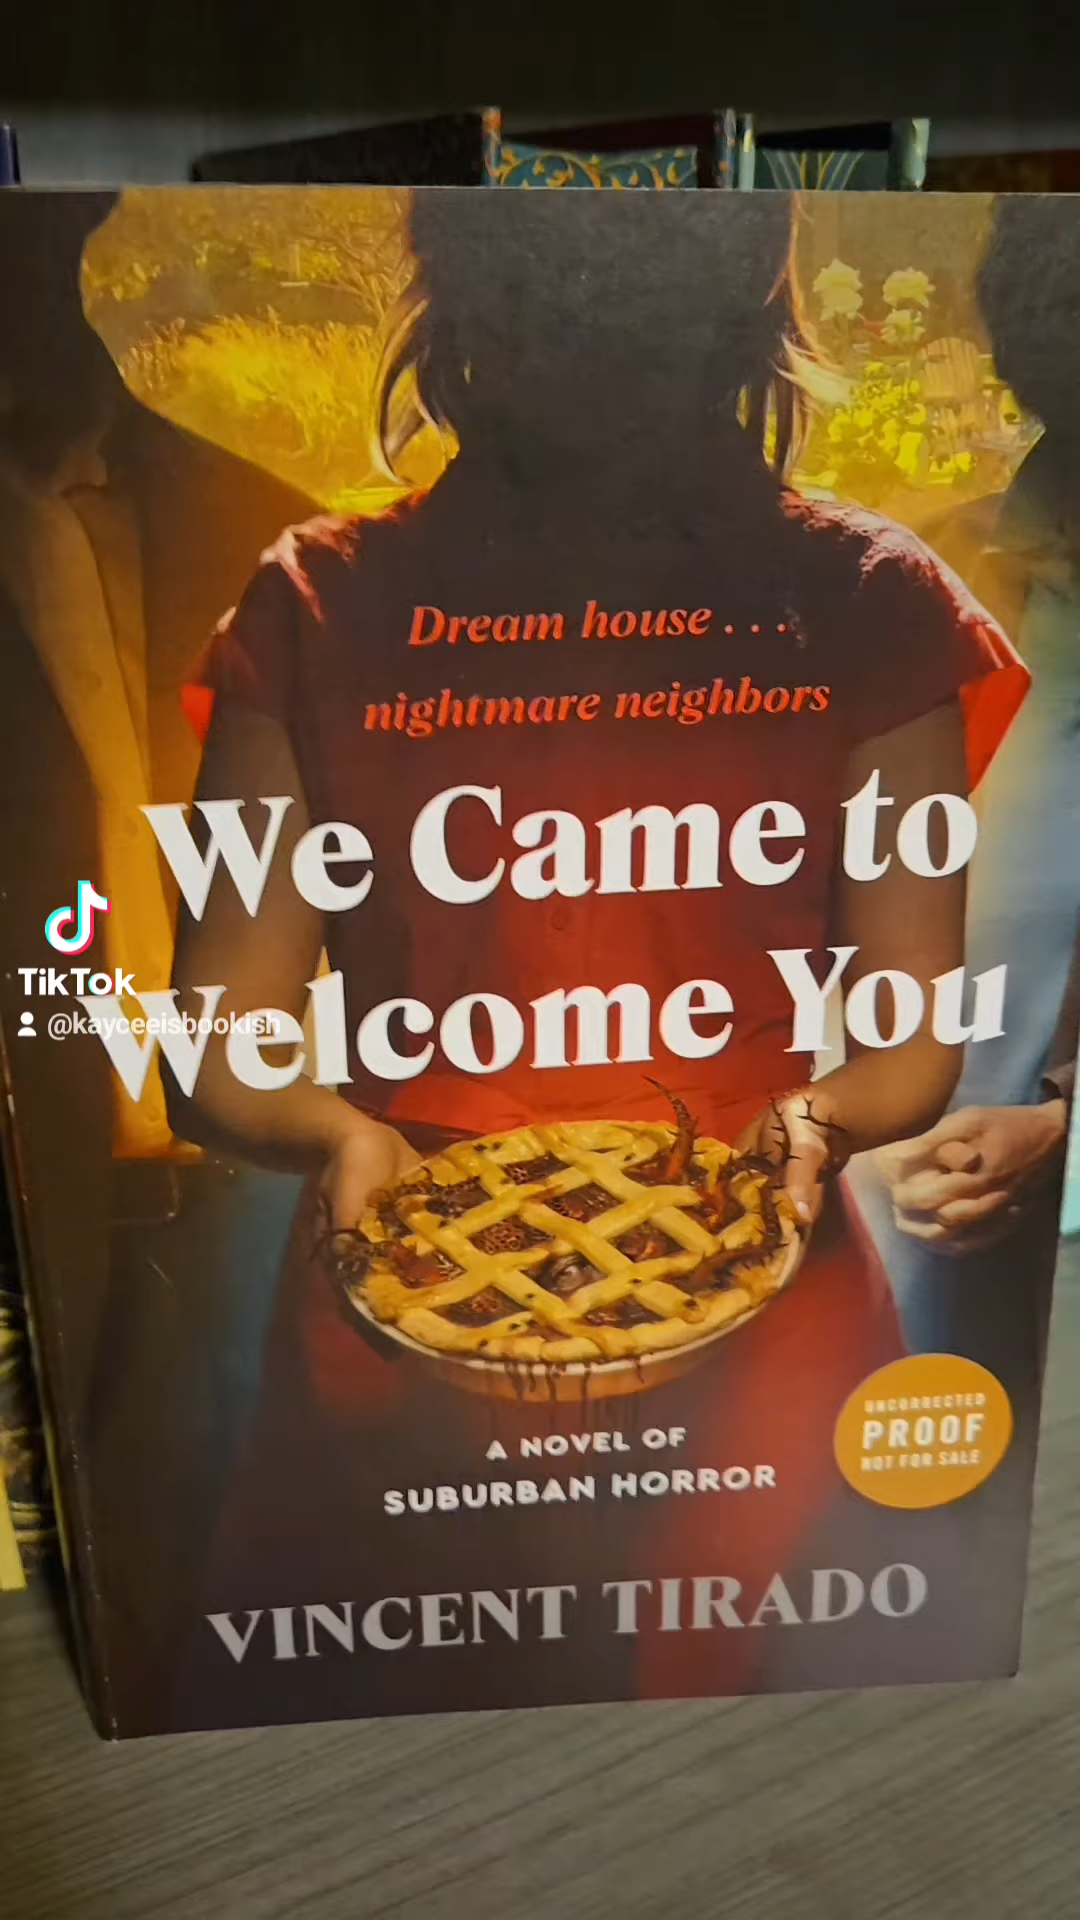 Dream house . . .
nightmare neighbors
We Came to
Welcome You
TikTok
@kayceeisbookish
A NOVEL OF
SUBURBAN HORROR
UNCORRECTED
PROOF
NOT FOR SALE
VINCENT TIRADO